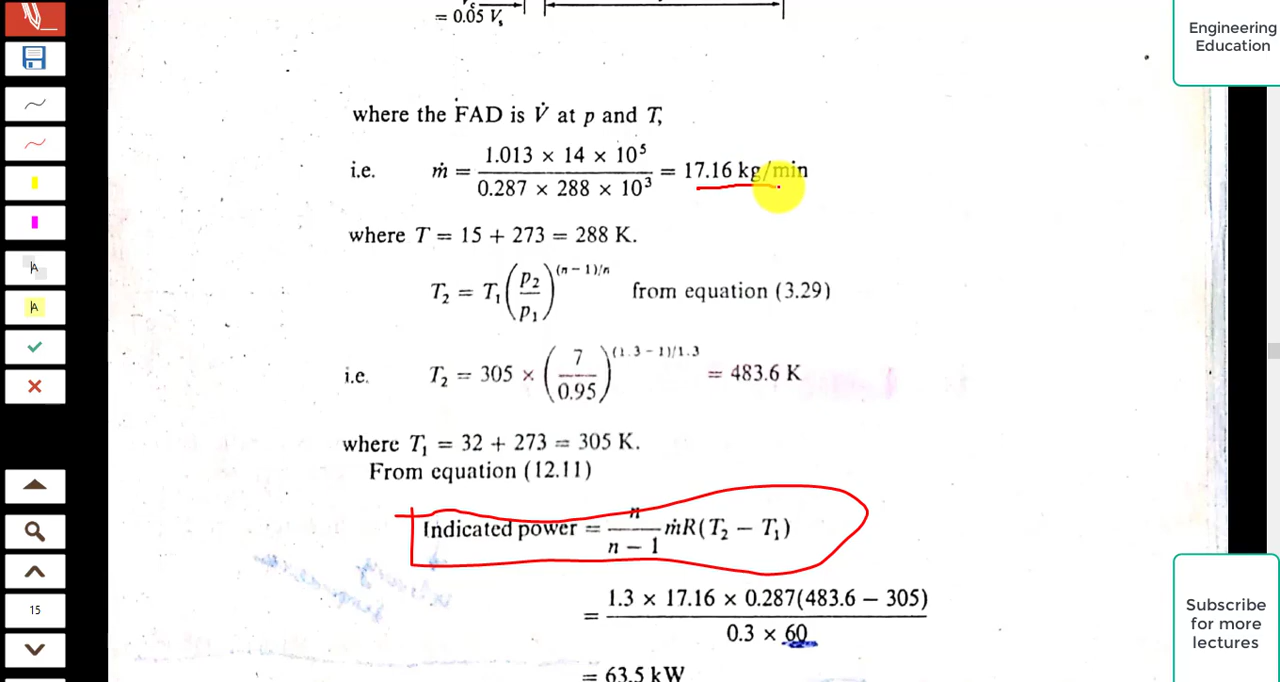 = 0.05 Vₛ
Engineering
Education
where the FAD is V̇ at p and T,
i.e. ṁ = (1.013 × 14 × 10⁵)/(0.287 × 288 × 10³) = 17.16 kg/min
where T = 15 + 273 = 288 K.
T₂ = T₁(p₂/p₁)^(n − 1)/n from equation (3.29)
i.e. T₂ = 305 × (7/0.95)^(1.3 − 1)/1.3 = 483.6 K
where T₁ = 32 + 273 = 305 K.
From equation (12.11)
Indicated power = n/(n − 1) ṁR(T₂ − T₁)
= (1.3 × 17.16 × 0.287(483.6 − 305))/(0.3 × 60)
= 63.5 kW
A
A
15
Subscribe
for more
lectures